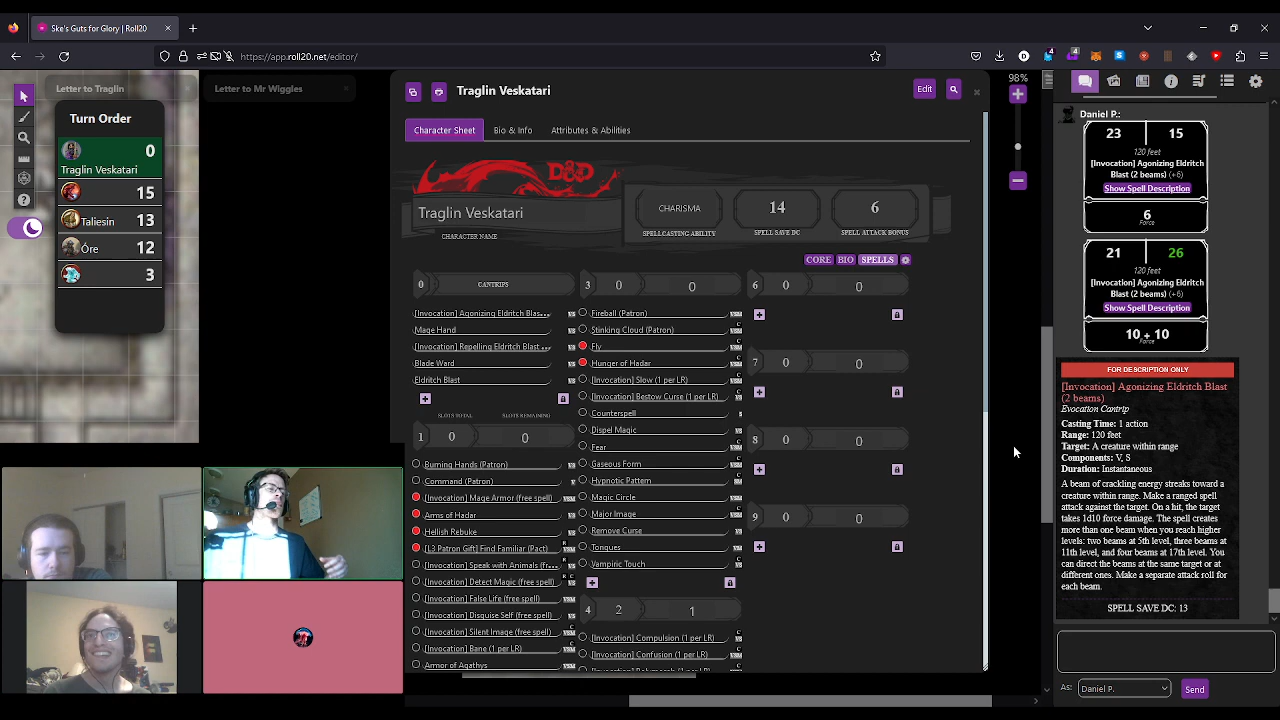 Ske's Guts for Glory | Roll20
https://app.roll20.net/editor/
Letter to Traglin
Letter to Mr Wiggles
Turn Order
0
Traglin Veskatari
15
Taliesin 13
Óre 12
3
Traglin Veskatari
Edit
Character Sheet
Bio & Info
Attributes & Abilities
D&D
Traglin Veskatari
CHARACTER NAME
CHARISMA
SPELLCASTING ABILITY
14
SPELL SAVE DC
6
SPELL ATTACK BONUS
CORE BIO SPELLS
0 CANTRIPS
[Invocation] Agonizing Eldritch Blas...
Mage Hand
[Invocation] Repelling Eldritch Blast ...
Blade Ward
Eldritch Blast
SLOTS TOTAL SLOTS REMAINING
1 0 0
Burning Hands (Patron)
Command (Patron)
[Invocation] Mage Armor (free spell)
Arms of Hadar
Hellish Rebuke
[L3 Patron Gift] Find Familiar (Pact)
[Invocation] Speak with Animals (fr...
[Invocation] Detect Magic (free spell)
[Invocation] False Life (free spell)
[Invocation] Disguise Self (free spell)
[Invocation] Silent Image (free spell)
[Invocation] Bane (1 per LR)
Armor of Agathys
3 0 0
Fireball (Patron)
Stinking Cloud (Patron)
Fly
Hunger of Hadar
[Invocation] Slow (1 per LR)
[Invocation] Bestow Curse (1 per LR)
Counterspell
Dispel Magic
Fear
Gaseous Form
Hypnotic Pattern
Magic Circle
Major Image
Remove Curse
Tongues
Vampiric Touch
4 2 1
[Invocation] Compulsion (1 per LR)
[Invocation] Confusion (1 per LR)
[Invocation] Polymorph (1 per LR)
6 0 0
7 0 0
8 0 0
9 0 0
98%
Daniel P.:
23 15
120 feet
[Invocation] Agonizing Eldritch
Blast (2 beams) (+6)
Show Spell Description
6
Force
21 26
120 feet
[Invocation] Agonizing Eldritch
Blast (2 beams) (+6)
Show Spell Description
10 + 10
Force
FOR DESCRIPTION ONLY
[Invocation] Agonizing Eldritch Blast
(2 beams)
Evocation Cantrip
Casting Time: 1 action
Range: 120 feet
Target: A creature within range
Components: V, S
Duration: Instantaneous
A beam of crackling energy streaks toward a
creature within range. Make a ranged spell
attack against the target. On a hit, the target
takes 1d10 force damage. The spell creates
more than one beam when you reach higher
levels: two beams at 5th level, three beams at
11th level, and four beams at 17th level. You
can direct the beams at the same target or at
different ones. Make a separate attack roll for
each beam.
SPELL SAVE DC: 13
As: Daniel P.
Send